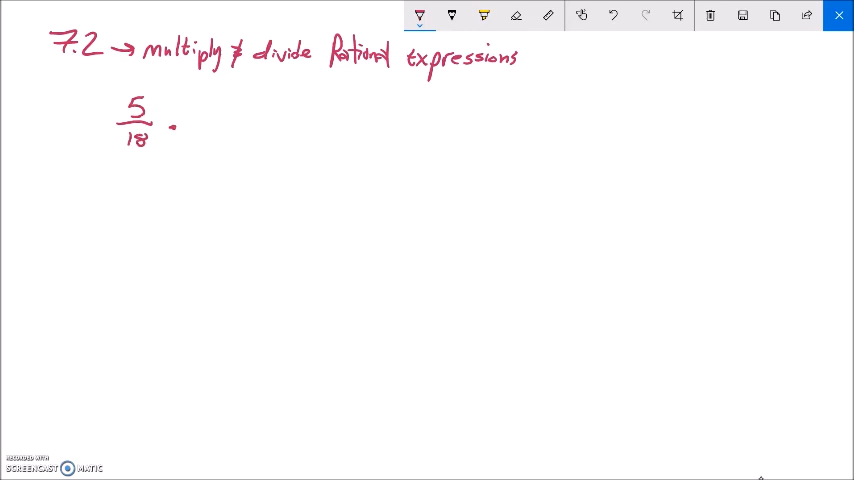 7.2 → multiply & divide Rational expressions
5
18 ·
RECORDED WITH
SCREENCAST MATIC